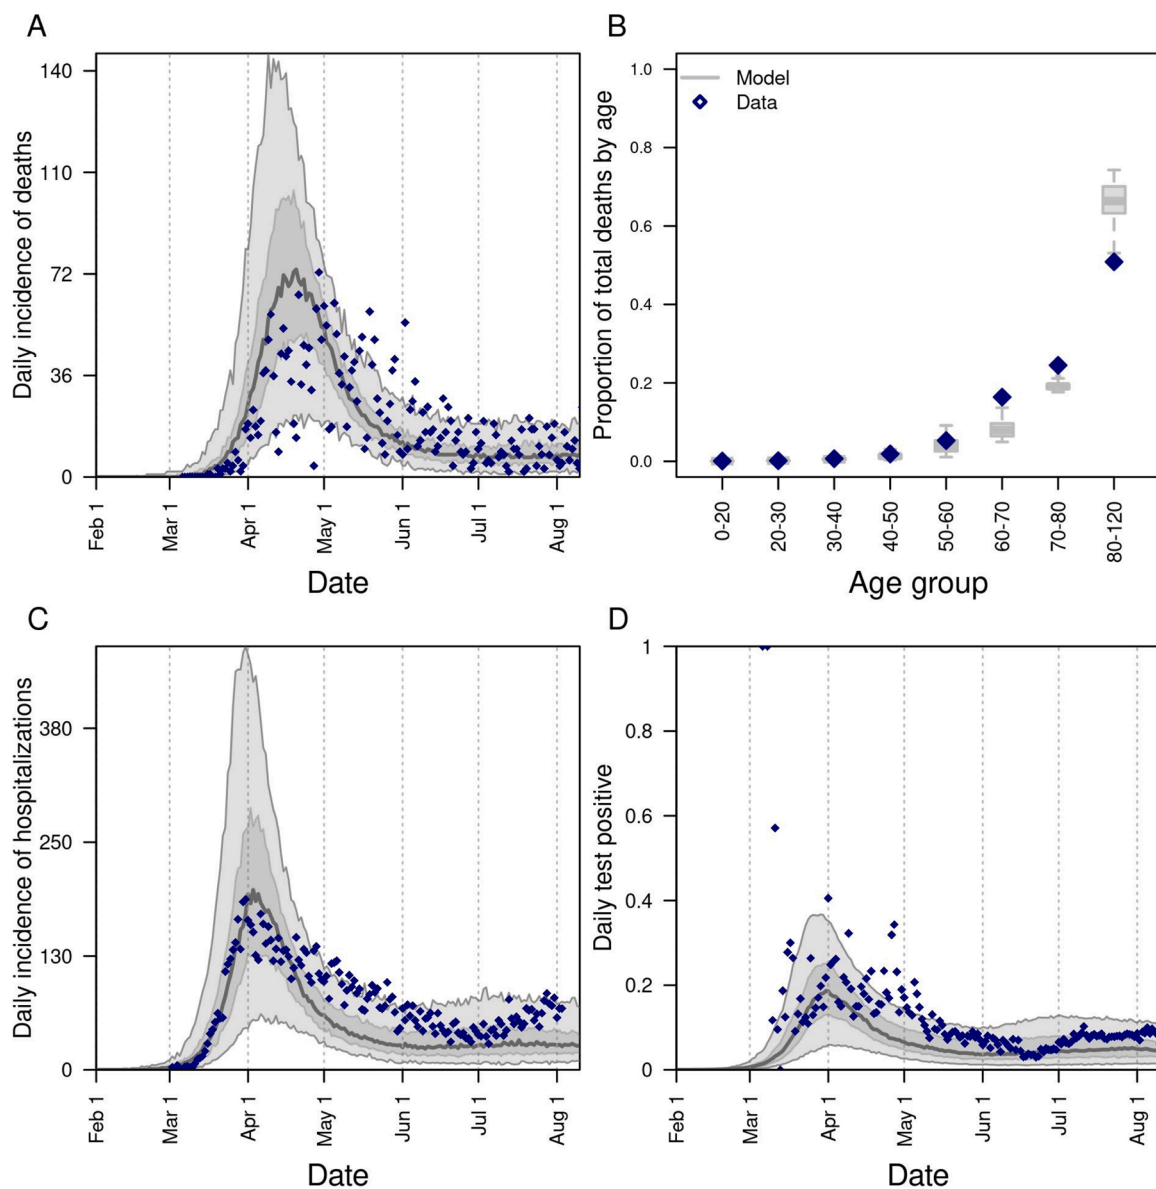 A
Daily incidence of deaths
140
110
72
36
0
Feb 1
Mar 1
Apr 1
May 1
Jun 1
Jul 1
Aug 1
Date
B
Proportion of total deaths by age
1.0
0.8
0.6
0.4
0.2
0.0
Model
Data
0-20
20-30
30-40
40-50
50-60
60-70
70-80
80-120
Age group
C
Daily incidence of hospitalizations
380
250
130
0
Feb 1
Mar 1
Apr 1
May 1
Jun 1
Jul 1
Aug 1
Date
D
Daily test positive
1
0.8
0.6
0.4
0.2
0
Feb 1
Mar 1
Apr 1
May 1
Jun 1
Jul 1
Aug 1
Date